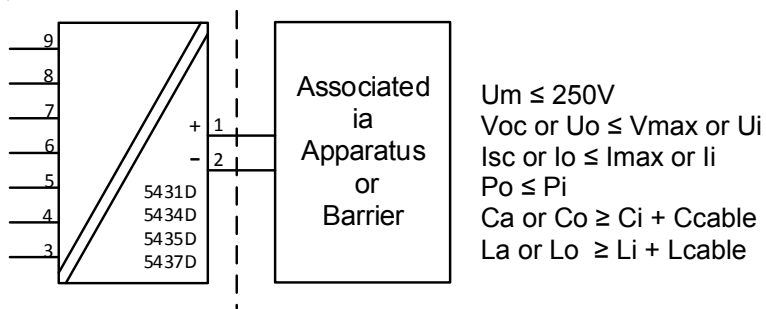 9
8
7
6
5
4
3
+ 1
− 2
5431D
5434D
5435D
5437D
Associated
ia
Apparatus
or
Barrier
Um ≤ 250V
Voc or Uo ≤ Vmax or Ui
Isc or Io ≤ Imax or Ii
Po ≤ Pi
Ca or Co ≥ Ci + Ccable
La or Lo ≥ Li + Lcable